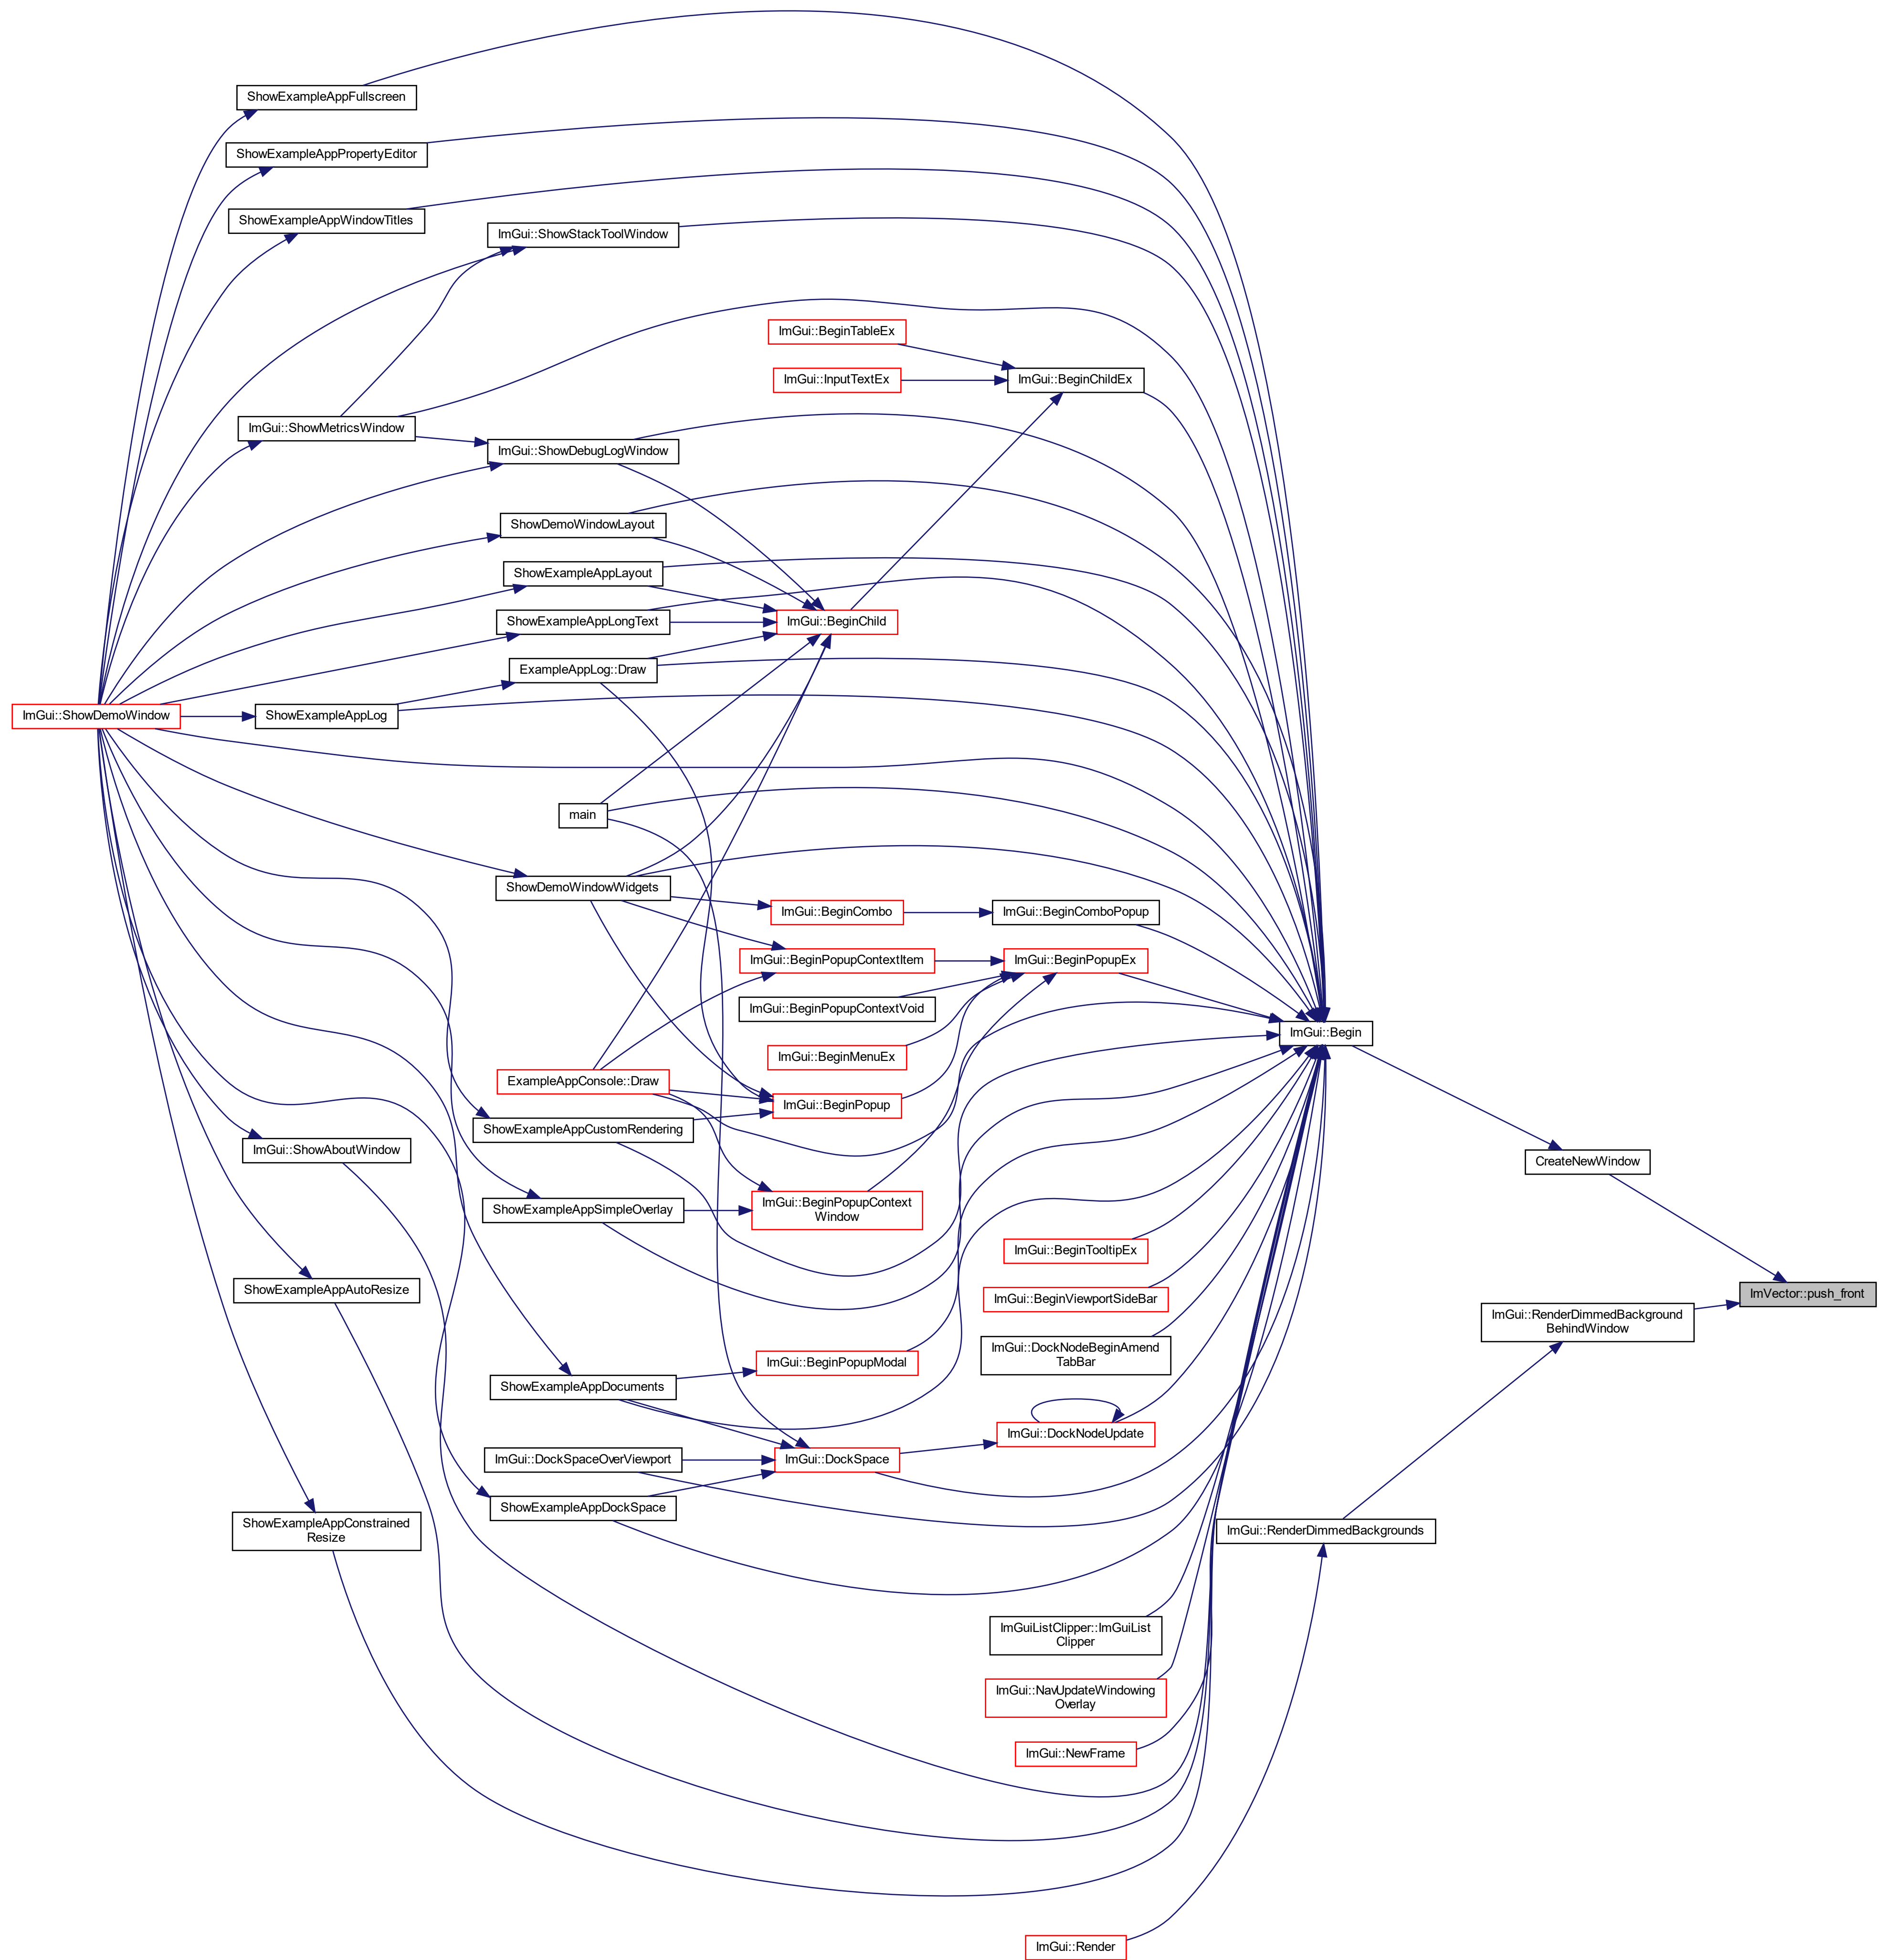 ShowExampleAppFullscreen
ShowExampleAppPropertyEditor
ShowExampleAppWindowTitles
ImGui::ShowStackToolWindow
ImGui::BeginTableEx
ImGui::InputTextEx
ImGui::BeginChildEx
ImGui::ShowMetricsWindow
ImGui::ShowDebugLogWindow
ShowDemoWindowLayout
ShowExampleAppLayout
ShowExampleAppLongText
ImGui::BeginChild
ExampleAppLog::Draw
ImGui::ShowDemoWindow
ShowExampleAppLog
main
ShowDemoWindowWidgets
ImGui::BeginCombo
ImGui::BeginComboPopup
ImGui::BeginPopupContextItem
ImGui::BeginPopupEx
ImGui::BeginPopupContextVoid
ImGui::Begin
ImGui::BeginMenuEx
ExampleAppConsole::Draw
ImGui::BeginPopup
ShowExampleAppCustomRendering
ImGui::ShowAboutWindow
CreateNewWindow
ShowExampleAppSimpleOverlay
ImGui::BeginPopupContext
Window
ImGui::BeginTooltipEx
ShowExampleAppAutoResize
ImGui::BeginViewportSideBar
ImVector::push_front
ImGui::RenderDimmedBackground
BehindWindow
ImGui::DockNodeBeginAmend
TabBar
ImGui::BeginPopupModal
ShowExampleAppDocuments
ImGui::DockNodeUpdate
ImGui::DockSpaceOverViewport
ImGui::DockSpace
ShowExampleAppDockSpace
ShowExampleAppConstrained
Resize
ImGui::RenderDimmedBackgrounds
ImGuiListClipper::ImGuiList
Clipper
ImGui::NavUpdateWindowing
Overlay
ImGui::NewFrame
ImGui::Render